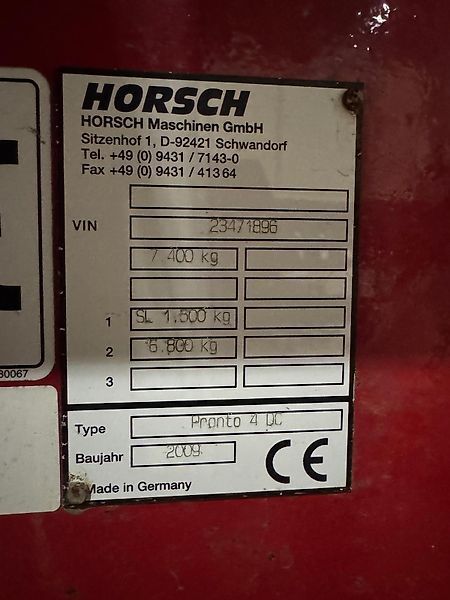 HORSCH
HORSCH Maschinen GmbH
Sitzenhof 1, D-92421 Schwandorf
Tel. +49 (0) 9431 / 7143-0
Fax +49 (0) 9431 / 41364
VIN 23471896
7.400 kg
1 SL 1.500 kg
2 6.800 kg
3
Type Pronto 4 DC
Baujahr 2009
CE
Made in Germany